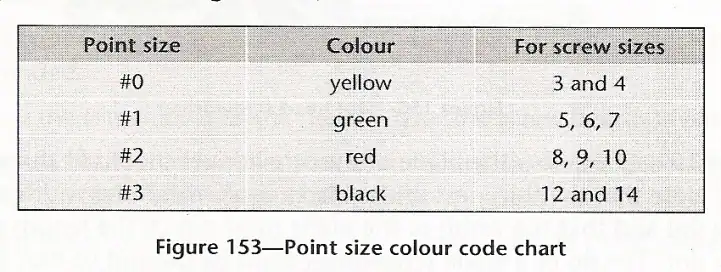 Point size Colour For screw sizes
#0 yellow 3 and 4
#1 green 5, 6, 7
#2 red 8, 9, 10
#3 black 12 and 14
Figure 153—Point size colour code chart